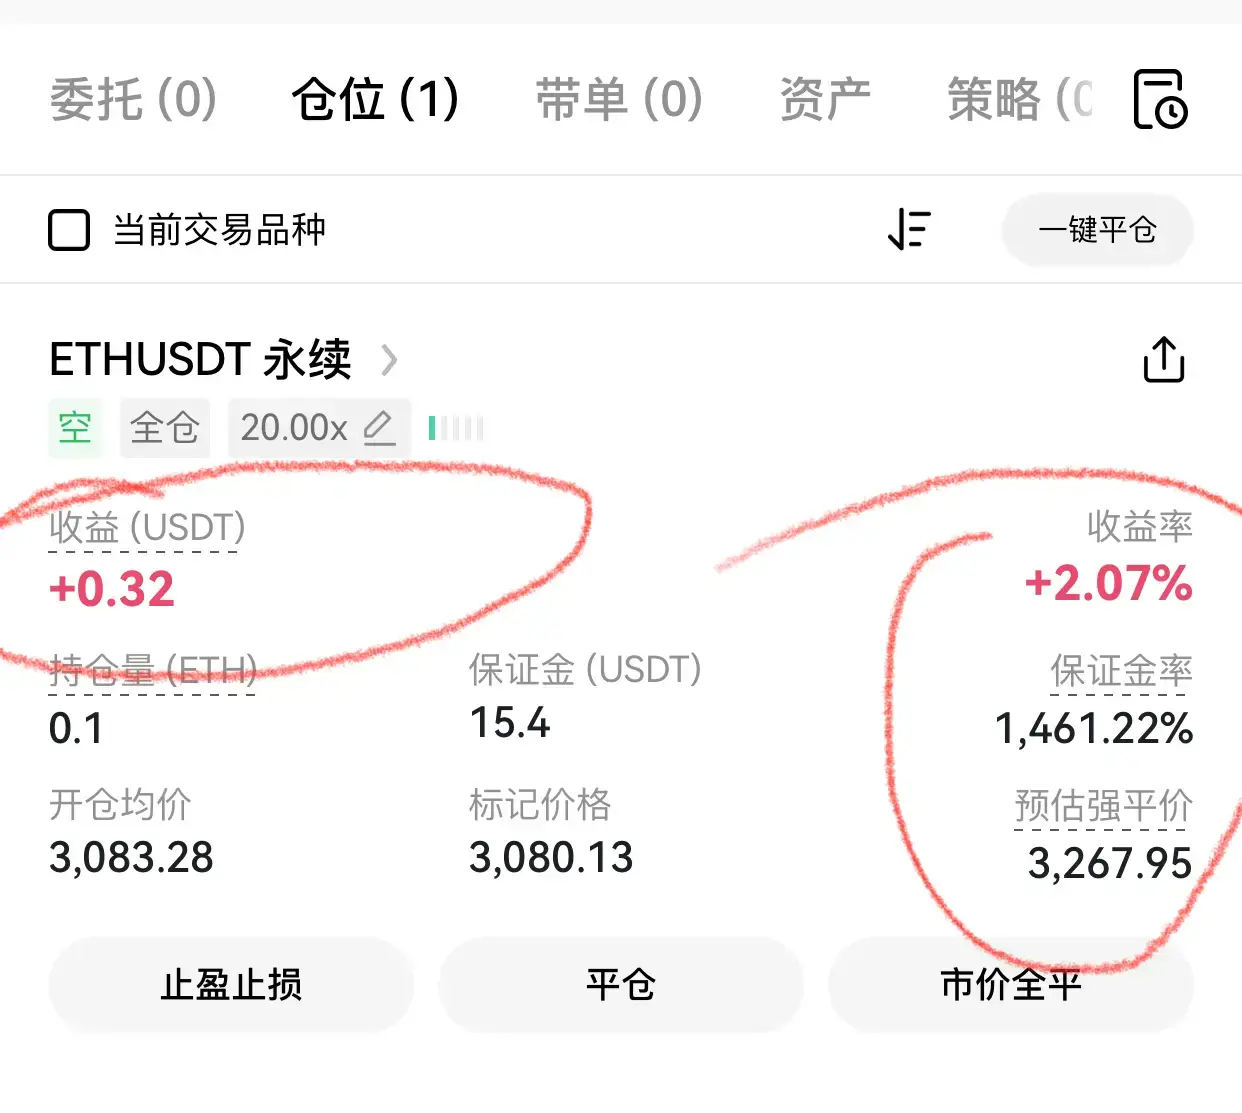 委托 (0) 仓位 (1) 带单 (0) 资产 策略 (0
当前交易品种 一键平仓
ETHUSDT 永续
空 全仓 20.00x
收益 (USDT) 收益率
+0.32 +2.07%
持仓量 (ETH) 保证金 (USDT) 保证金率
0.1 15.4 1,461.22%
开仓均价 标记价格 预估强平价
3,083.28 3,080.13 3,267.95
止盈止损 平仓 市价全平